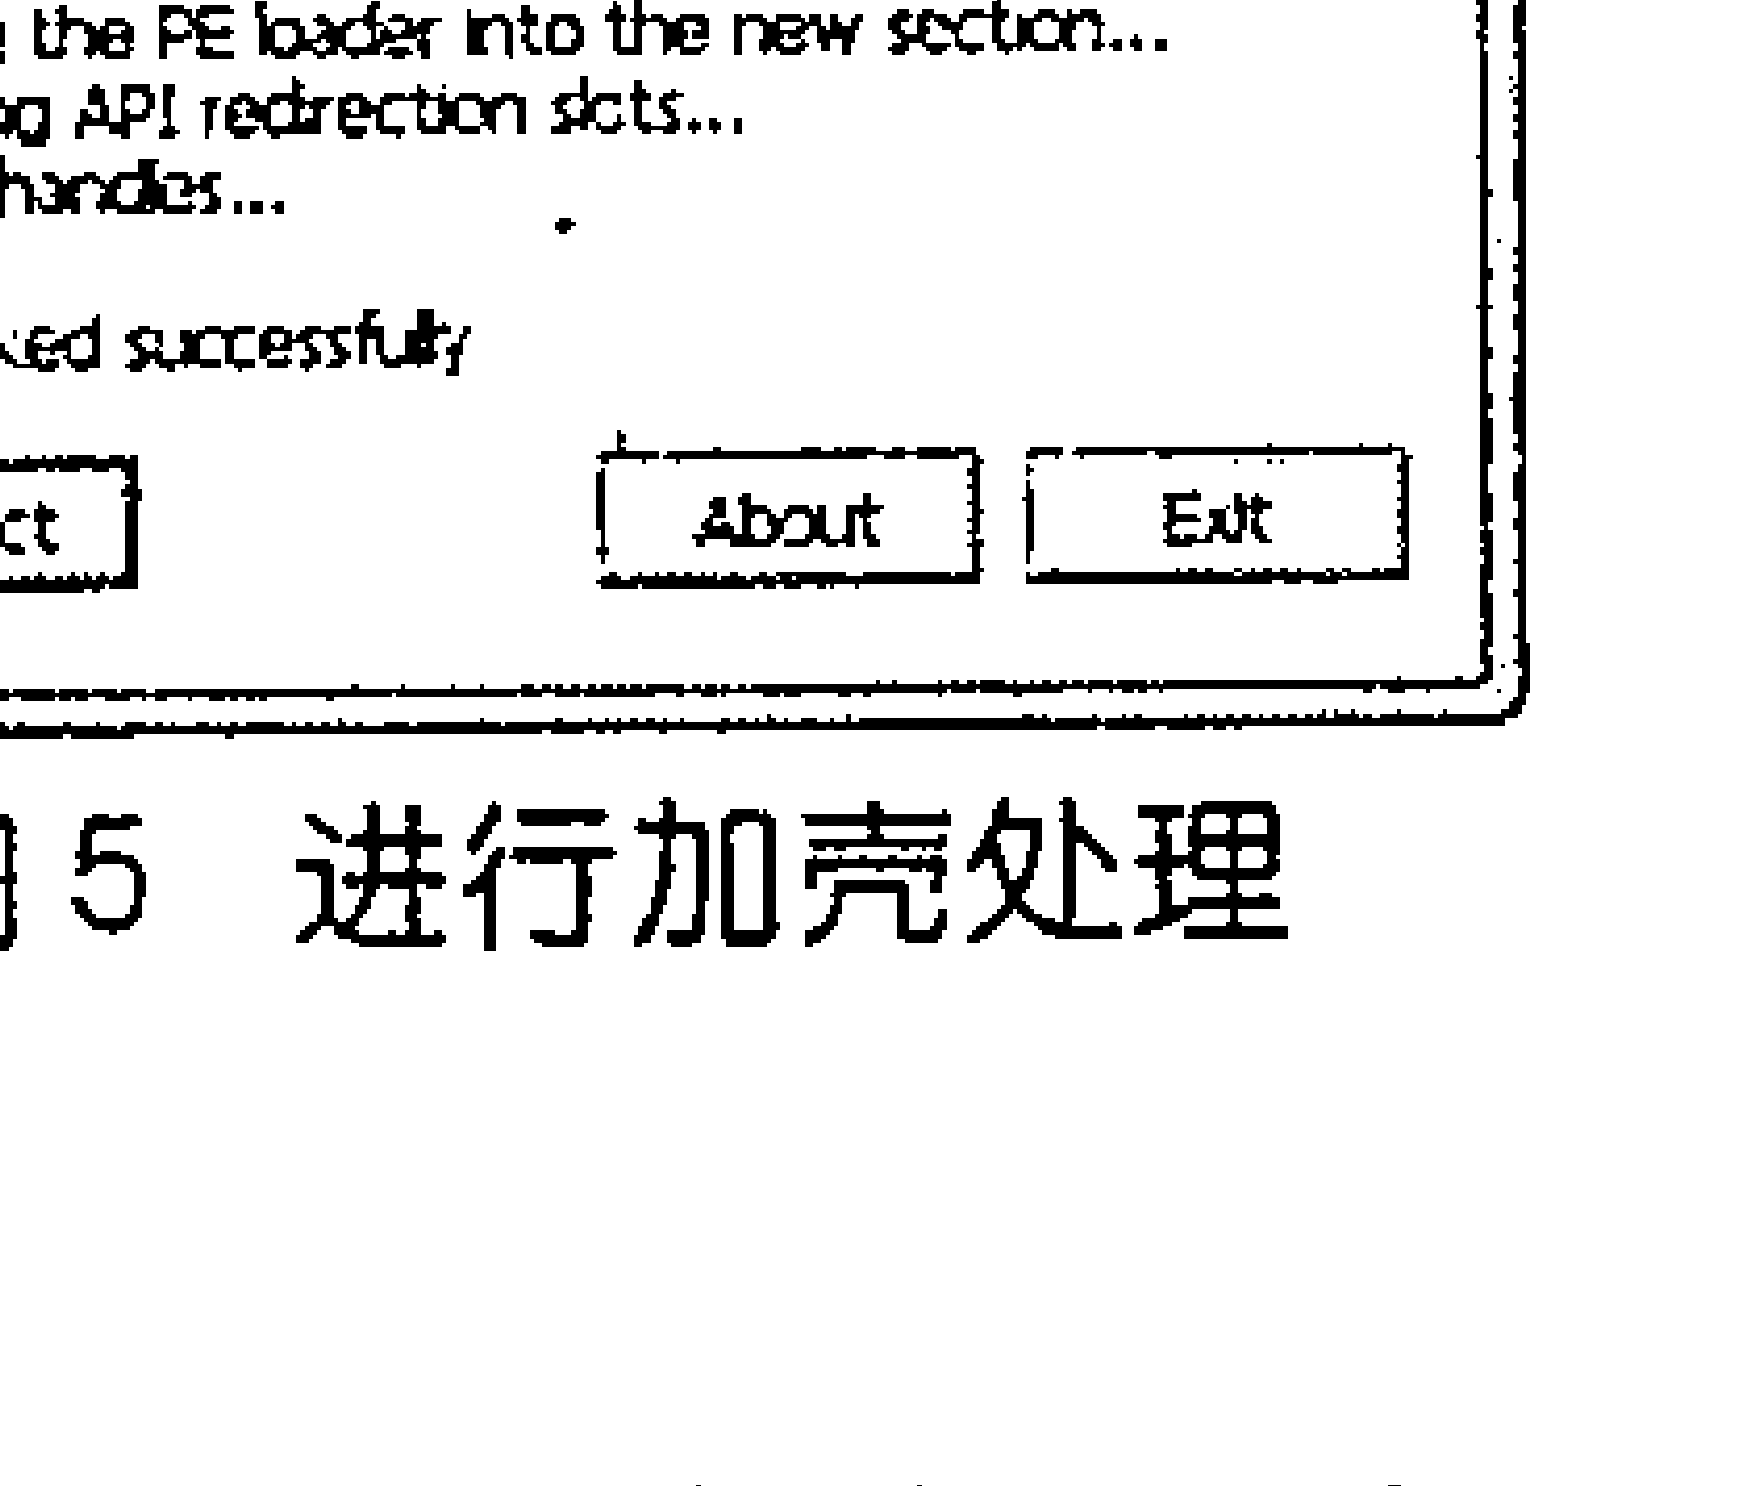 the PE loader into the new section...
API redirection slots...
handles...
successfully
About Exit
5 进行加壳处理